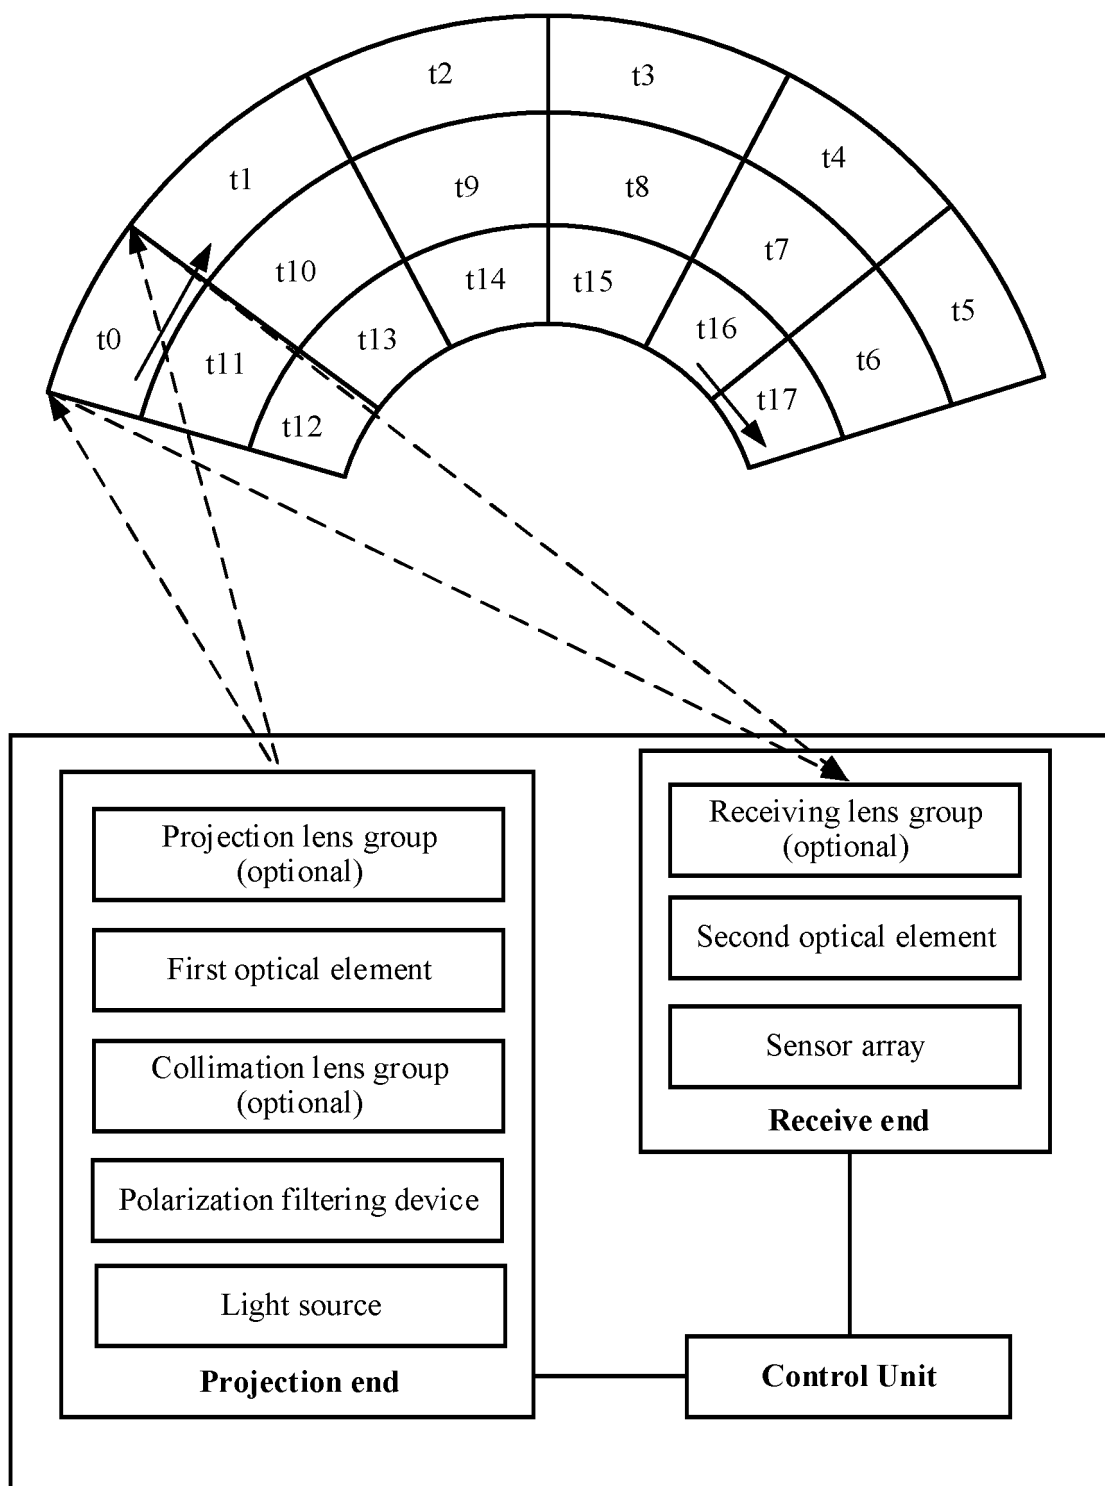 t2
t3
t1
t4
t9
t8
t10
t7
t14
t15
t5
t0
t11
t13
t16
t6
t12
t17
Projection lens group
(optional)
First optical element
Collimation lens group
(optional)
Polarization filtering device
Light source
Projection end
Receiving lens group
(optional)
Second optical element
Sensor array
Receive end
Control Unit